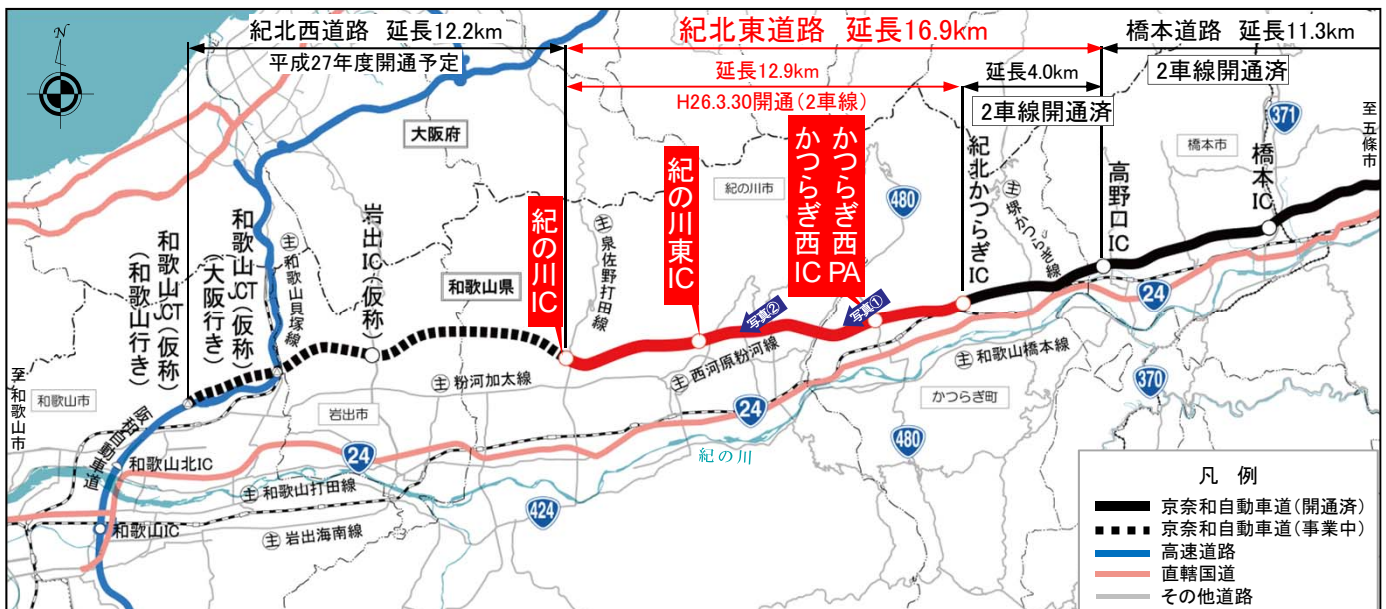 紀北西道路 延長12.2km
平成27年度開通予定
紀北東道路 延長16.9km
延長12.9km
H26.3.30開通(2車線)
延長4.0km
2車線開通済
橋本道路 延長11.3km
2車線開通済
N
大阪府
和歌山県
紀の川市
橋本市
和歌山市
岩出市
かつらぎ町
至和歌山市
至五條市
和歌山JCT(仮称)
(和歌山行き)
和歌山JCT(仮称)
(大阪行き)
主和歌山貝塚線
岩出IC(仮称)
紀の川IC
主泉佐野打田線
紀の川東IC
かつらぎ西PA
かつらぎ西IC
480
紀北かつらぎIC
主堺かつらぎ線
高野口IC
橋本IC
371
写真②
写真①
24
主西河原粉河線
主和歌山橋本線
370
主粉河加太線
24
480
紀の川
阪和自動車道
和歌山北IC
24
主和歌山打田線
和歌山IC
主岩出海南線
424
凡 例
京奈和自動車道(開通済)
京奈和自動車道(事業中)
高速道路
直轄国道
その他道路